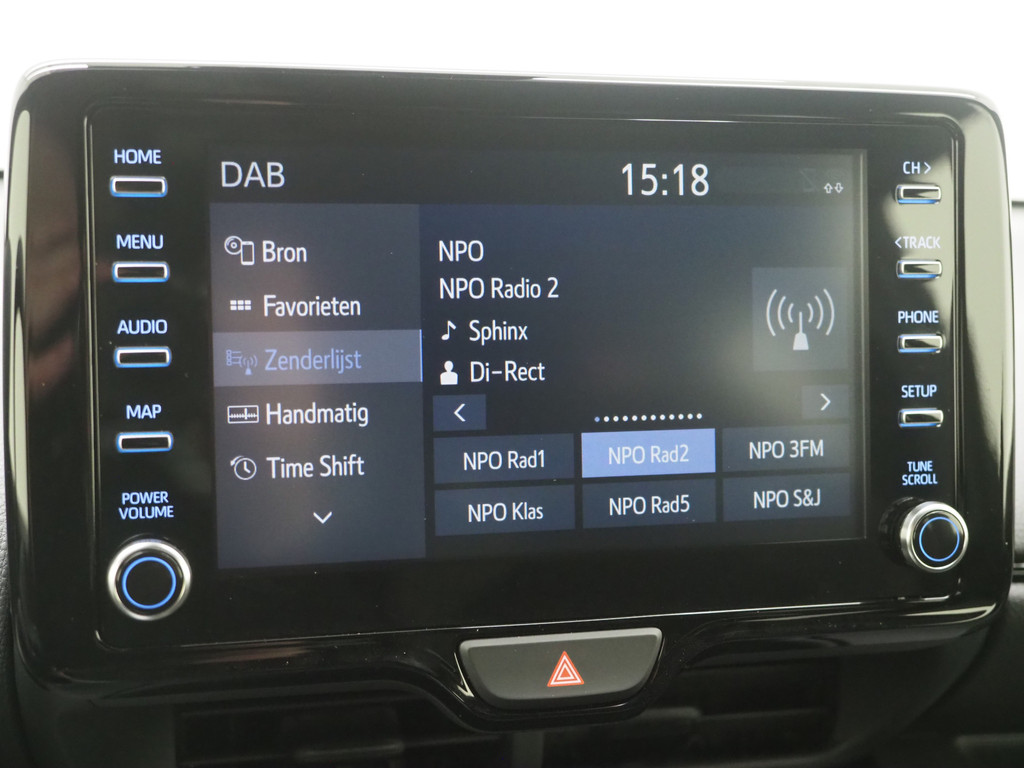 HOME
MENU
AUDIO
MAP
POWER
VOLUME
DAB
15:18
Bron
Favorieten
Zenderlijst
Handmatig
Time Shift
NPO
NPO Radio 2
Sphinx
Di-Rect
<
>
NPO Rad1
NPO Rad2
NPO 3FM
NPO Klas
NPO Rad5
NPO S&J
CH>
<TRACK
PHONE
SETUP
TUNE
SCROLL